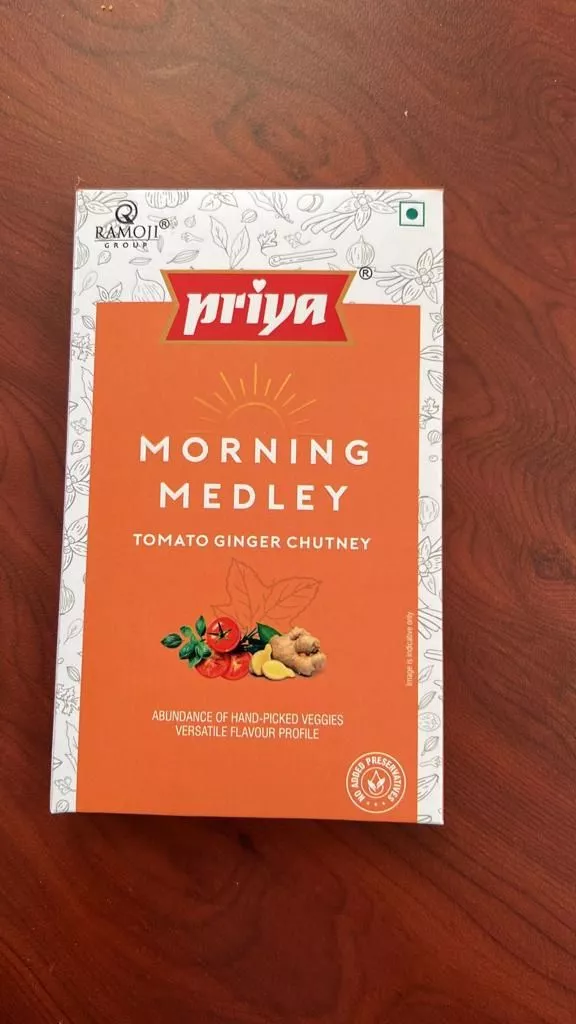 RAMOJI®
GROUP
priya®
MORNING
MEDLEY
TOMATO GINGER CHUTNEY
Image is indicative only
ABUNDANCE OF HAND-PICKED VEGGIES
VERSATILE FLAVOUR PROFILE
NO ADDED PRESERVATIVES